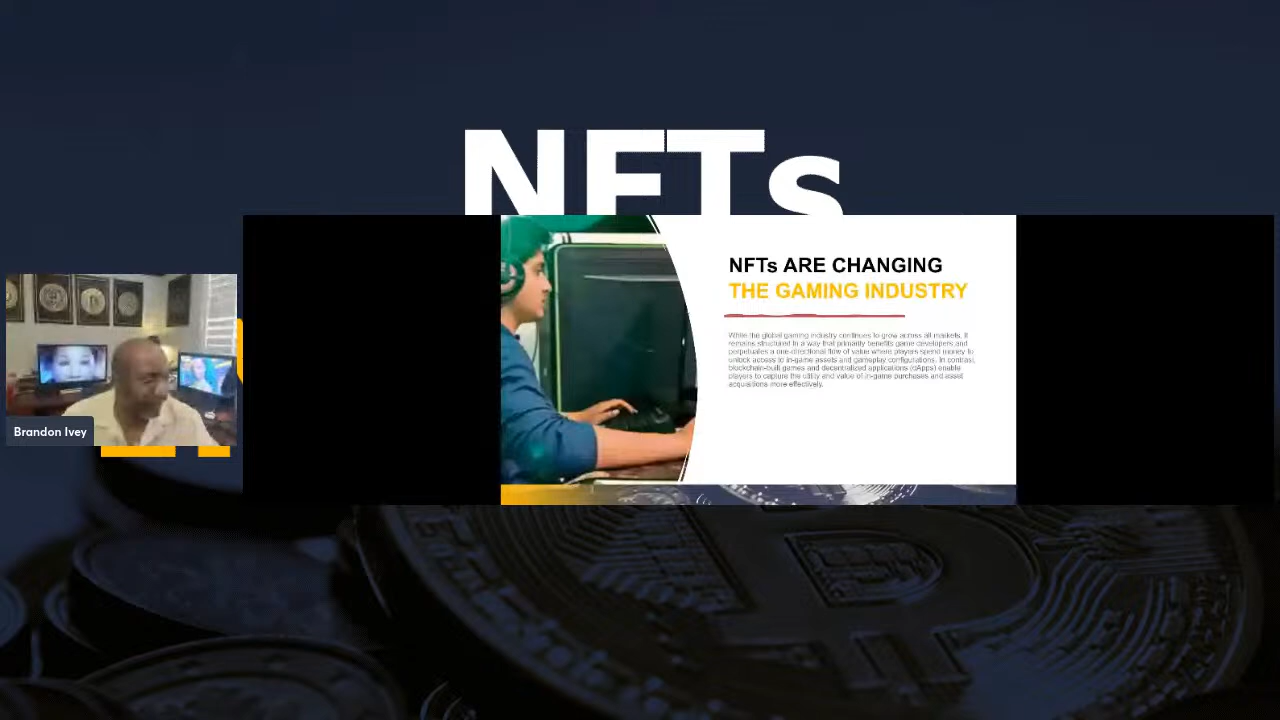 NFTs
NFTs ARE CHANGING
THE GAMING INDUSTRY
While the global gaming industry continues to grow across all markets, it
remains structured in a way that primarily benefits game developers and
perpetuates a one-directional flow of value where players spend money to
unlock access to in-game assets and gameplay configurations. In contrast,
blockchain-built games and decentralized applications (dApps) enable
players to capture the utility and value of in-game purchases and asset
acquisitions more effectively.
Brandon Ivey